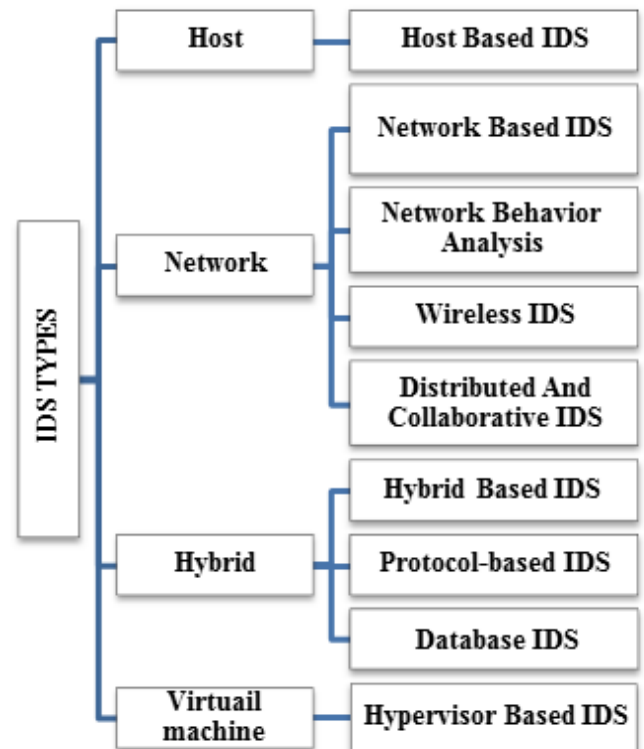 IDS TYPES
Host
Host Based IDS
Network
Network Based IDS
Network Behavior
Analysis
Wireless IDS
Distributed And
Collaborative IDS
Hybrid
Hybrid Based IDS
Protocol-based IDS
Database IDS
Virtuail
machine
Hypervisor Based IDS